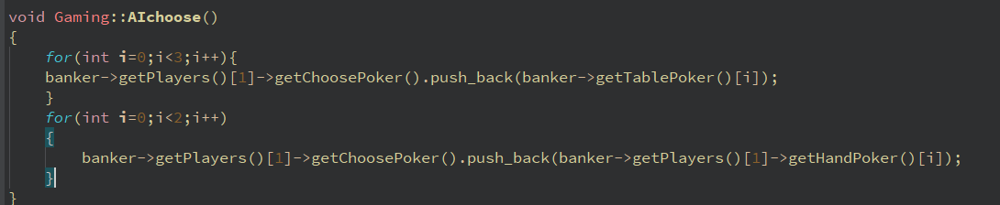 void Gaming::AIchoose()
{
for(int i=0;i<3;i++){
banker->getPlayers()[1]->getChoosePoker().push_back(banker->getTablePoker()[i]);
}
for(int i=0;i<2;i++)
{
banker->getPlayers()[1]->getChoosePoker().push_back(banker->getPlayers()[1]->getHandPoker()[i]);
}
}